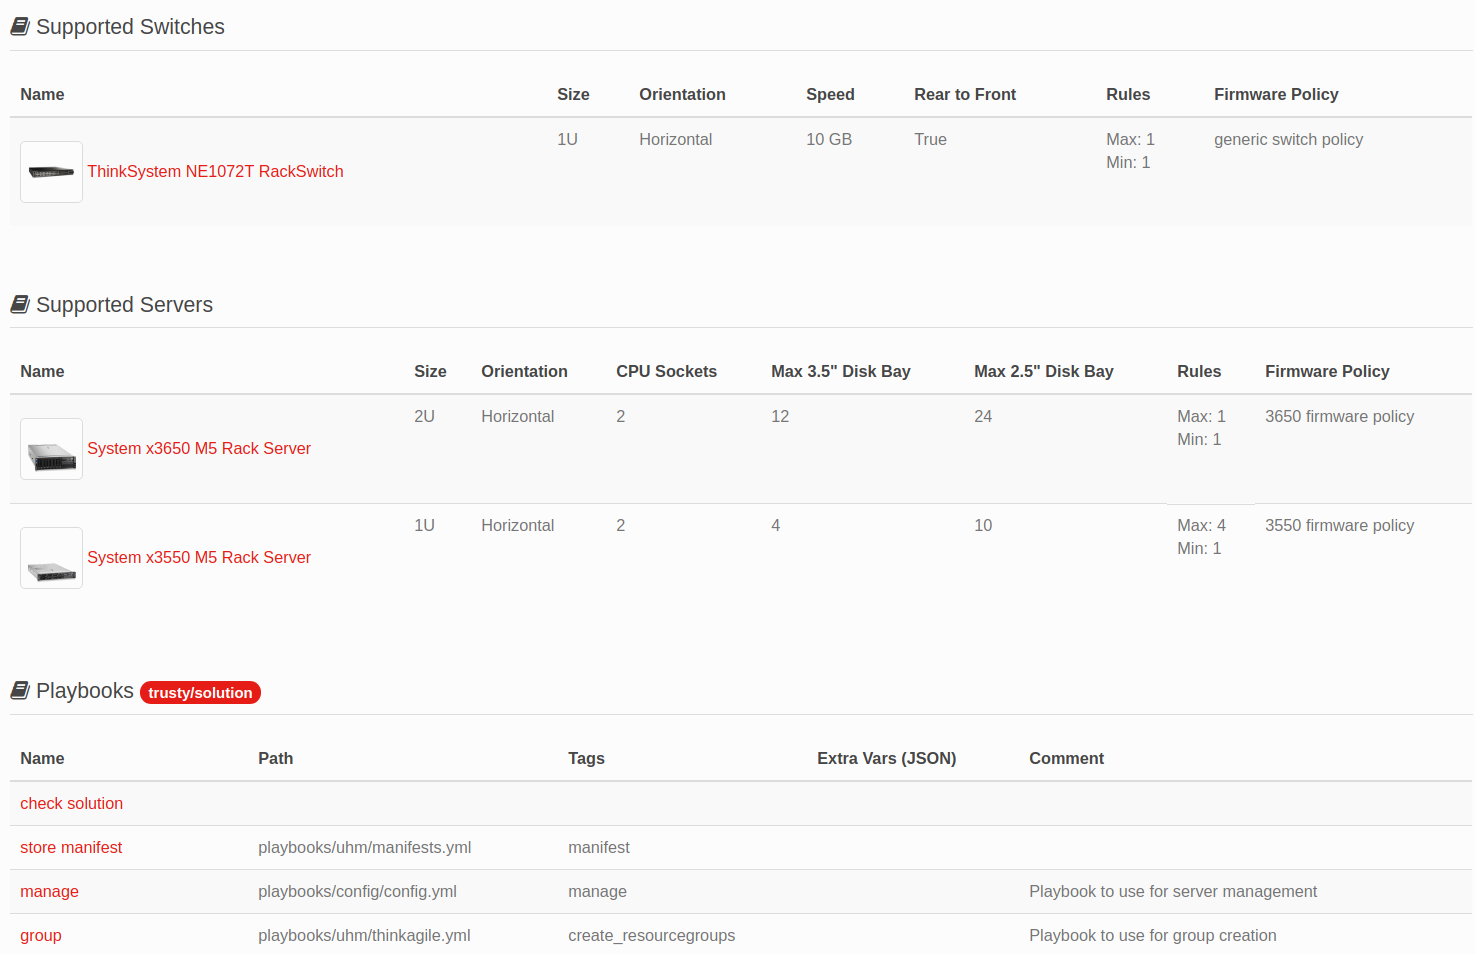 Supported Switches
Name Size Orientation Speed Rear to Front Rules Firmware Policy
ThinkSystem NE1072T RackSwitch 1U Horizontal 10 GB True Max: 1 generic switch policy
Min: 1
Supported Servers
Name Size Orientation CPU Sockets Max 3.5" Disk Bay Max 2.5" Disk Bay Rules Firmware Policy
System x3650 M5 Rack Server 2U Horizontal 2 12 24 Max: 1 3650 firmware policy
Min: 1
System x3550 M5 Rack Server 1U Horizontal 2 4 10 Max: 4 3550 firmware policy
Min: 1
Playbooks trusty/solution
Name Path Tags Extra Vars (JSON) Comment
check solution
store manifest playbooks/uhm/manifests.yml manifest
manage playbooks/config/config.yml manage Playbook to use for server management
group playbooks/uhm/thinkagile.yml create_resourcegroups Playbook to use for group creation